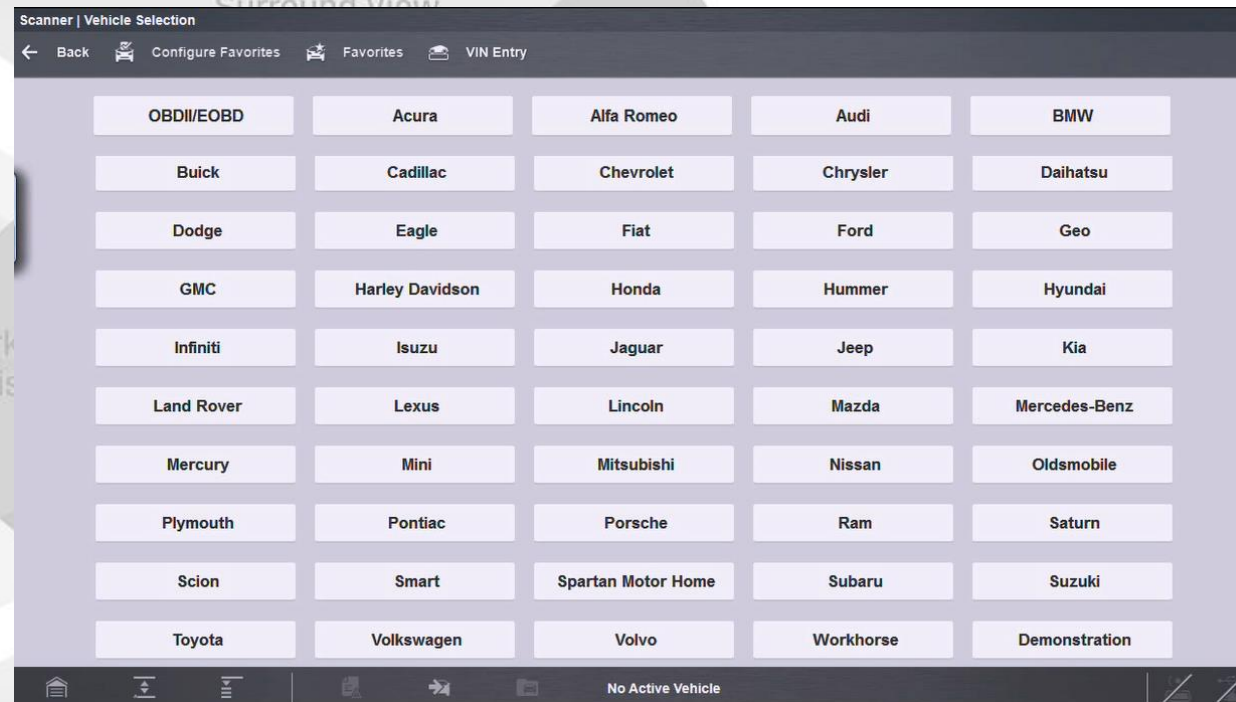 Surround View
Scanner | Vehicle Selection
Back Configure Favorites Favorites VIN Entry
OBDII/EOBD Acura Alfa Romeo Audi BMW
Buick Cadillac Chevrolet Chrysler Daihatsu
Dodge Eagle Fiat Ford Geo
GMC Harley Davidson Honda Hummer Hyundai
Infiniti Isuzu Jaguar Jeep Kia
Land Rover Lexus Lincoln Mazda Mercedes-Benz
Mercury Mini Mitsubishi Nissan Oldsmobile
Plymouth Pontiac Porsche Ram Saturn
Scion Smart Spartan Motor Home Subaru Suzuki
Toyota Volkswagen Volvo Workhorse Demonstration
No Active Vehicle